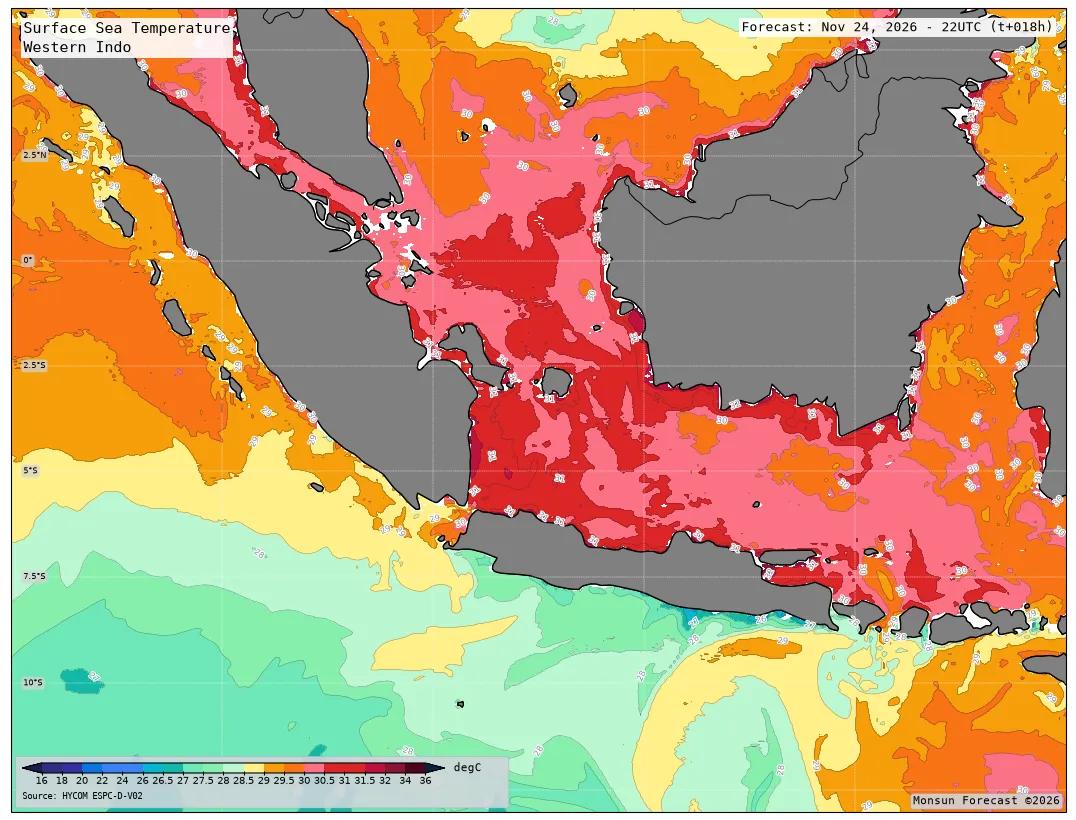 Surface Sea Temperature
Western Indo
Forecast: Nov 24, 2026 - 22UTC (t+018h)
2.5°N
0°
2.5°S
5°S
7.5°S
10°S
degC
16 18 20 22 24 26 26.5 27 27.5 28 28.5 29 29.5 30 30.5 31 31.5 32 33 34 36
Source: HYCOM ESPC-D-V02
Monsun Forecast ©2026